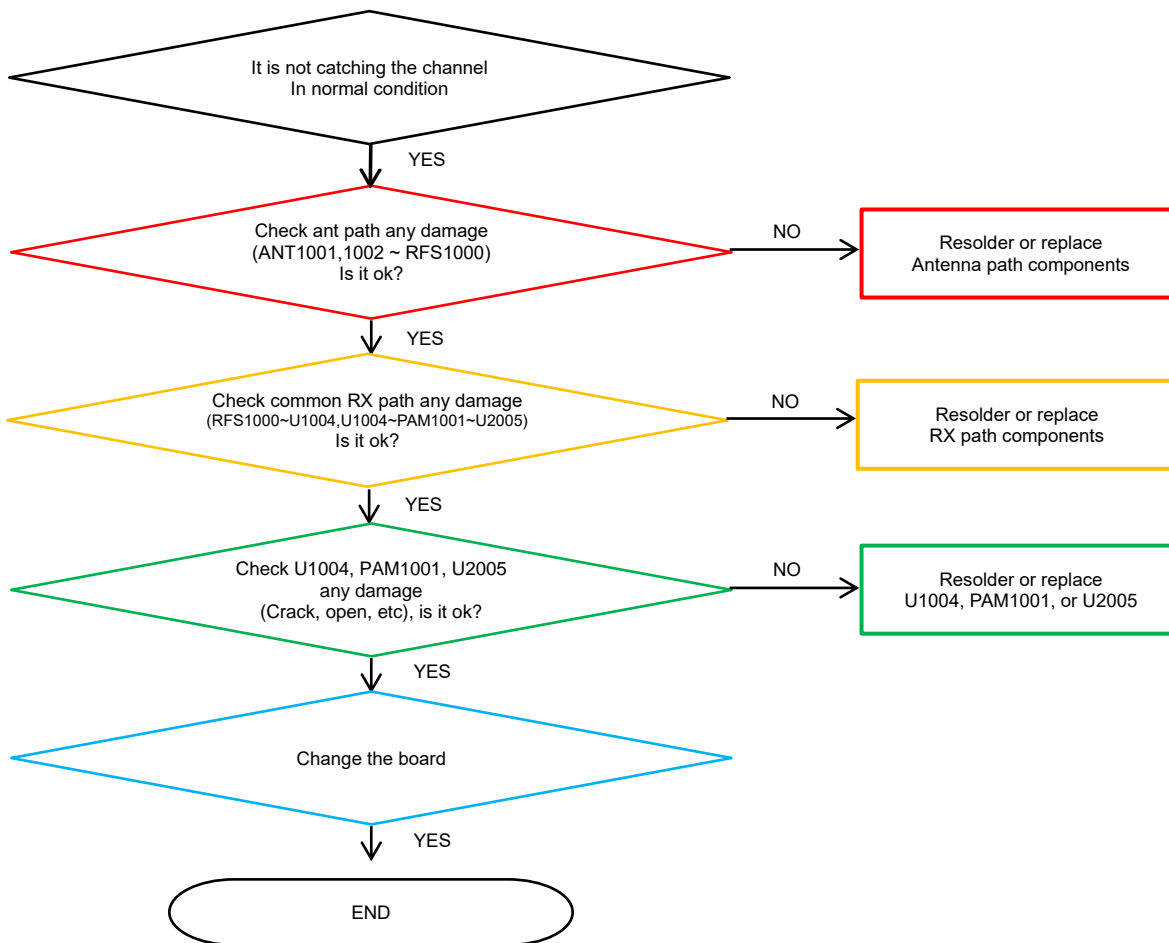 It is not catching the channel
In normal condition
YES
Check ant path any damage
(ANT1001,1002 ~ RFS1000)
Is it ok?
NO
Resolder or replace
Antenna path components
YES
Check common RX path any damage
(RFS1000~U1004,U1004~PAM1001~U2005)
Is it ok?
NO
Resolder or replace
RX path components
YES
Check U1004, PAM1001, U2005
any damage
(Crack, open, etc), is it ok?
NO
Resolder or replace
U1004, PAM1001, or U2005
YES
Change the board
YES
END